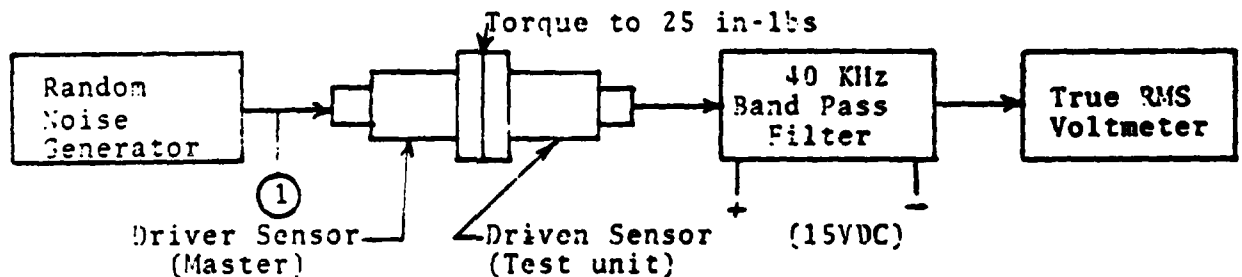 Torque to 25 in-lbs
Random
Noise
Generator
40 KHz
Band Pass
Filter
True RMS
Voltmeter
1
+
−
(15VDC)
Driver Sensor
(Master)
Driven Sensor
(Test unit)